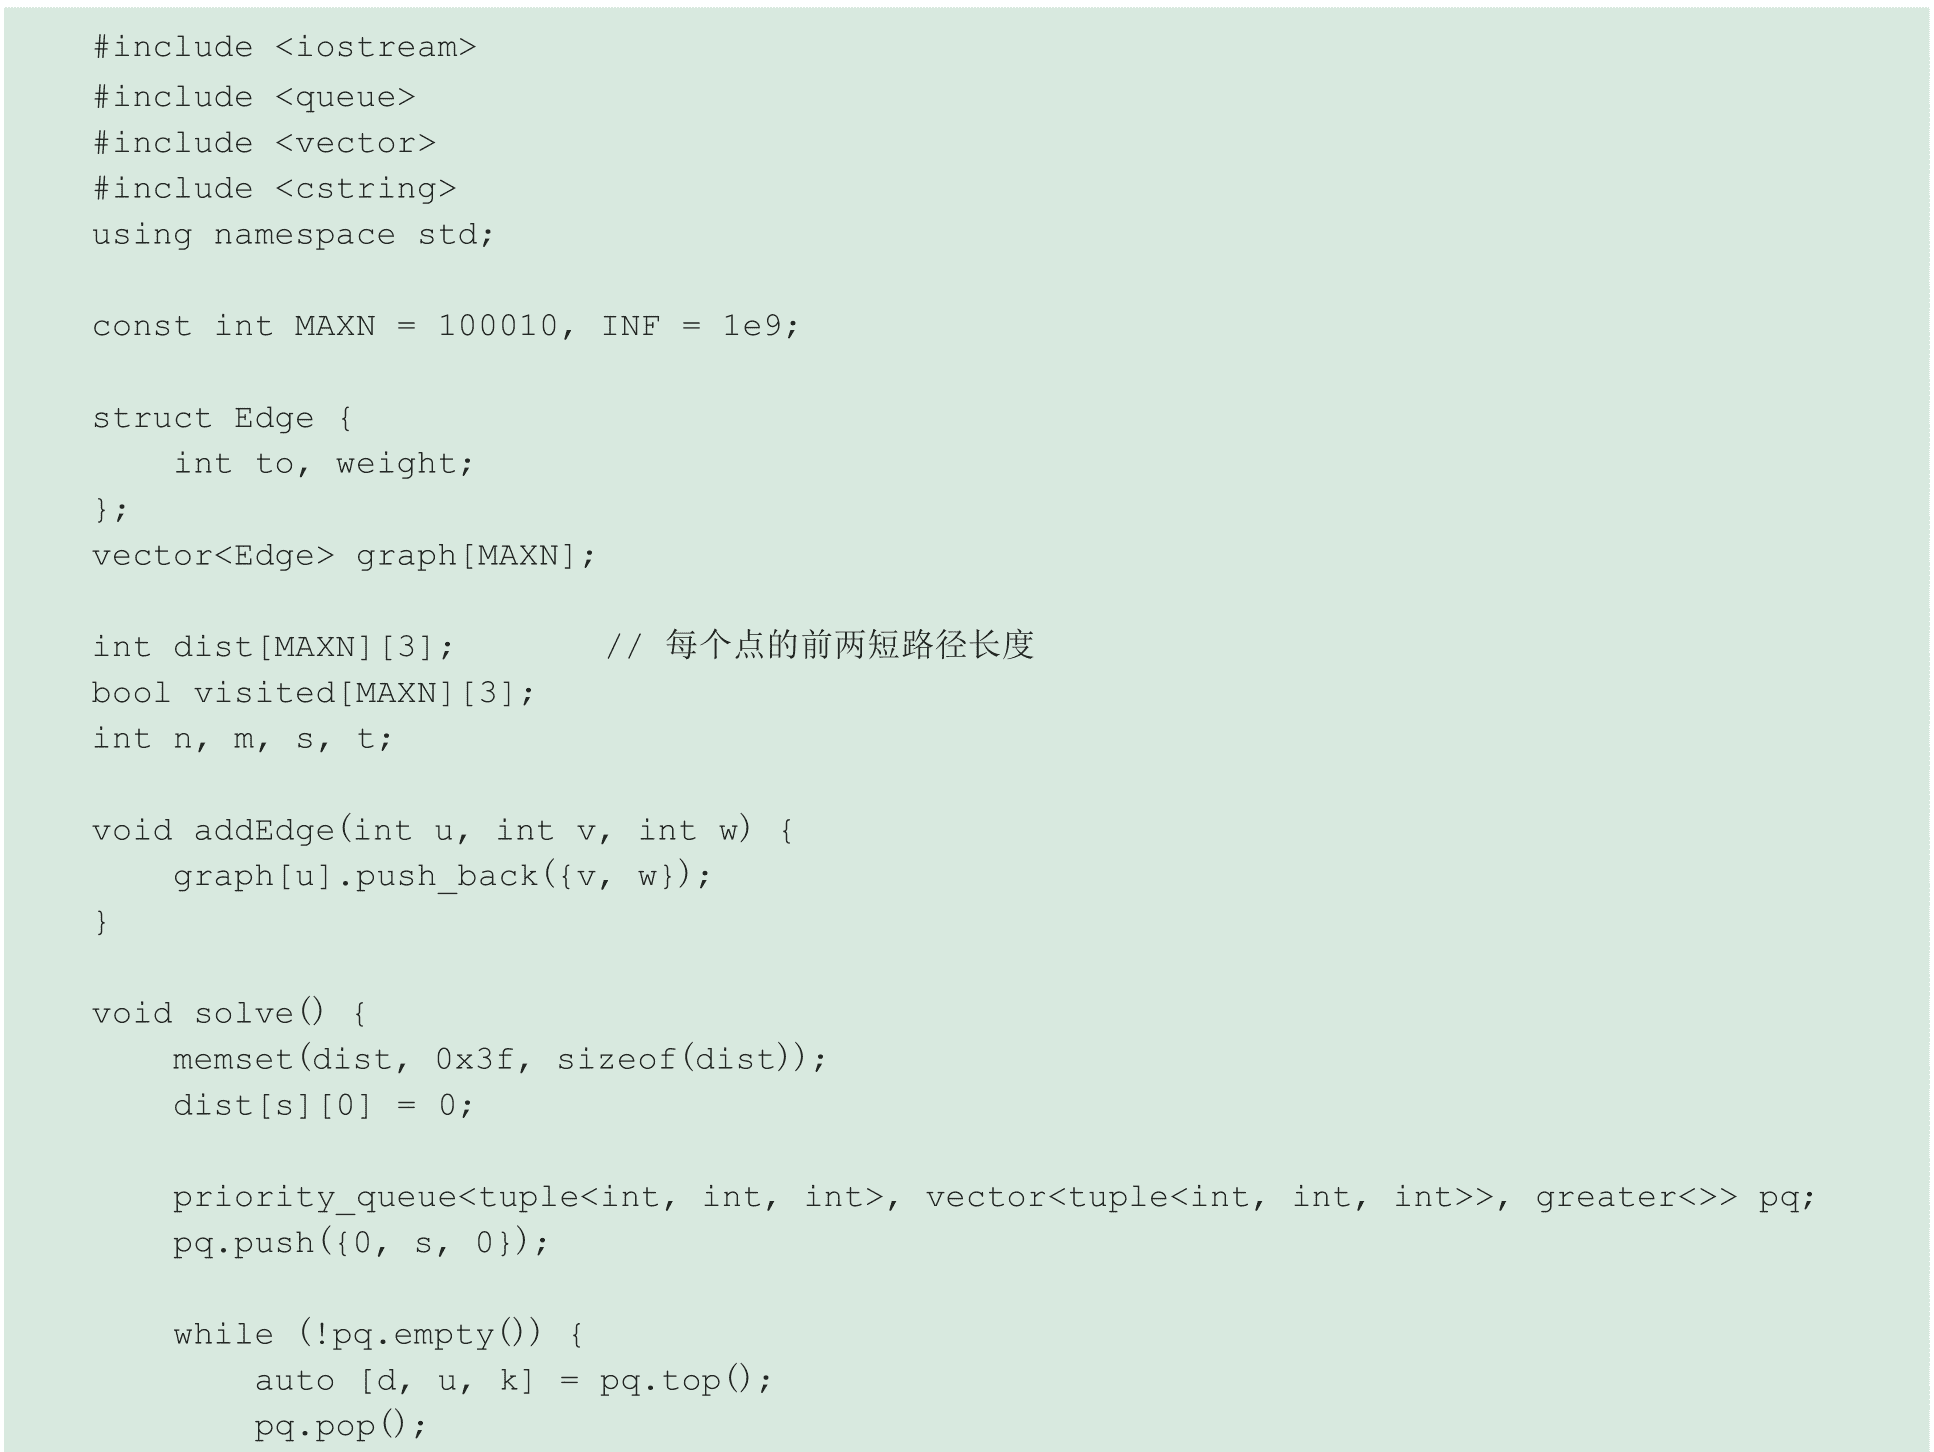 #include <iostream>
#include <queue>
#include <vector>
#include <cstring>
using namespace std;

const int MAXN = 100010, INF = 1e9;

struct Edge {
    int to, weight;
};
vector<Edge> graph[MAXN];

int dist[MAXN][3];       // 每个点的前两短路径长度
bool visited[MAXN][3];
int n, m, s, t;

void addEdge(int u, int v, int w) {
    graph[u].push_back({v, w});
}

void solve() {
    memset(dist, 0x3f, sizeof(dist));
    dist[s][0] = 0;

    priority_queue<tuple<int, int, int>, vector<tuple<int, int, int>>, greater<>> pq;
    pq.push({0, s, 0});

    while (!pq.empty()) {
        auto [d, u, k] = pq.top();
        pq.pop();